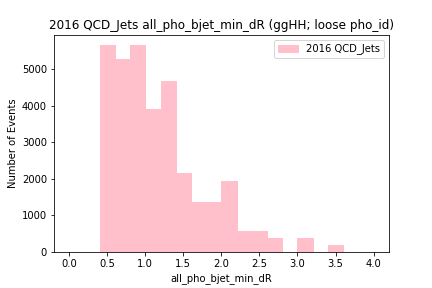 2016 QCD_Jets all_pho_bjet_min_dR (ggHH; loose pho_id)
2016 QCD_Jets
Number of Events
5000
4000
3000
2000
1000
0
0.0 0.5 1.0 1.5 2.0 2.5 3.0 3.5 4.0
all_pho_bjet_min_dR